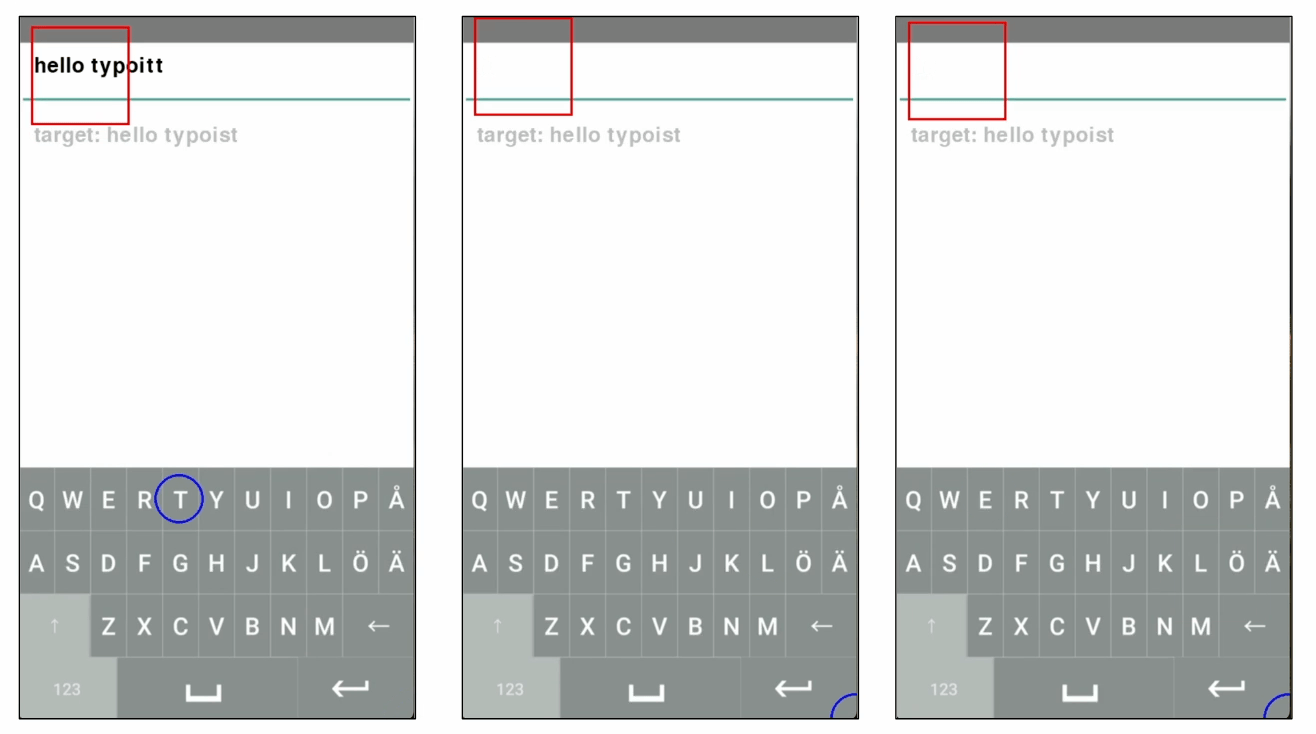 hello typoitt
target: hello typoist
Q W E R T Y U I O P Å
A S D F G H J K L Ö Ä
↑ Z X C V B N M ←
123
target: hello typoist
Q W E R T Y U I O P Å
A S D F G H J K L Ö Ä
↑ Z X C V B N M ←
123
target: hello typoist
Q W E R T Y U I O P Å
A S D F G H J K L Ö Ä
↑ Z X C V B N M ←
123